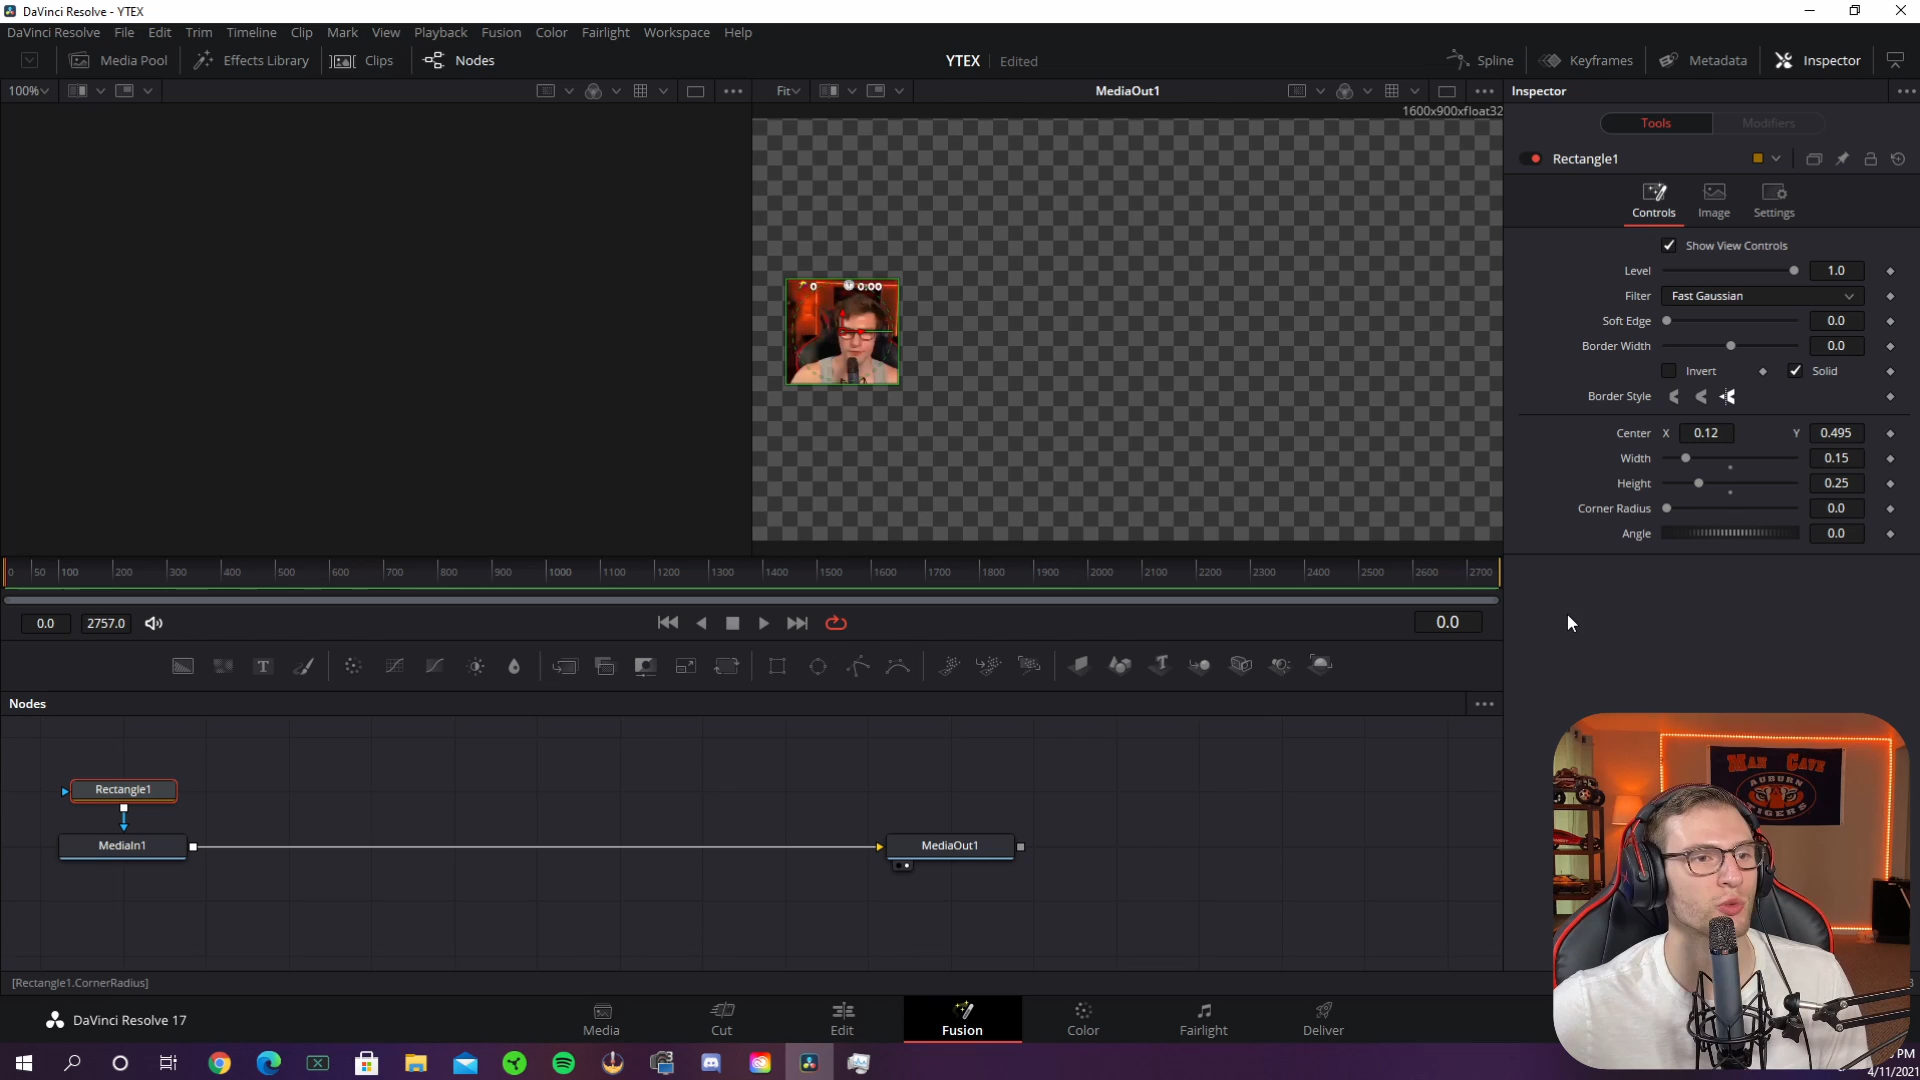 DaVinci Resolve - YTEX
DaVinci Resolve File Edit Trim Timeline Clip Mark View Playback Fusion Color Fairlight Workspace Help
Media Pool Effects Library Clips Nodes YTEX Edited Spline Keyframes Metadata Inspector
100% Fit MediaOut1 Inspector
1600x900xfloat32
Tools Modifiers
Rectangle1
Controls Image Settings
Show View Controls
Level 1.0
Filter Fast Gaussian
Soft Edge 0.0
Border Width 0.0
Invert Solid
Border Style
Center X 0.12 Y 0.495
Width 0.15
Height 0.25
Corner Radius 0.0
Angle 0.0
0 0:00
0 50 100 200 300 400 500 600 700 800 900 1000 1100 1200 1300 1400 1500 1600 1700 1800 1900 2000 2100 2200 2300 2400 2500 2600 2700
0.0 2757.0 0.0
Nodes
Rectangle1
MediaIn1 MediaOut1
MAN CAVE
AUBURN
TIGERS
[Rectangle1.CornerRadius]
DaVinci Resolve 17 Media Cut Edit Fusion Color Fairlight Deliver
PM
4/11/2021